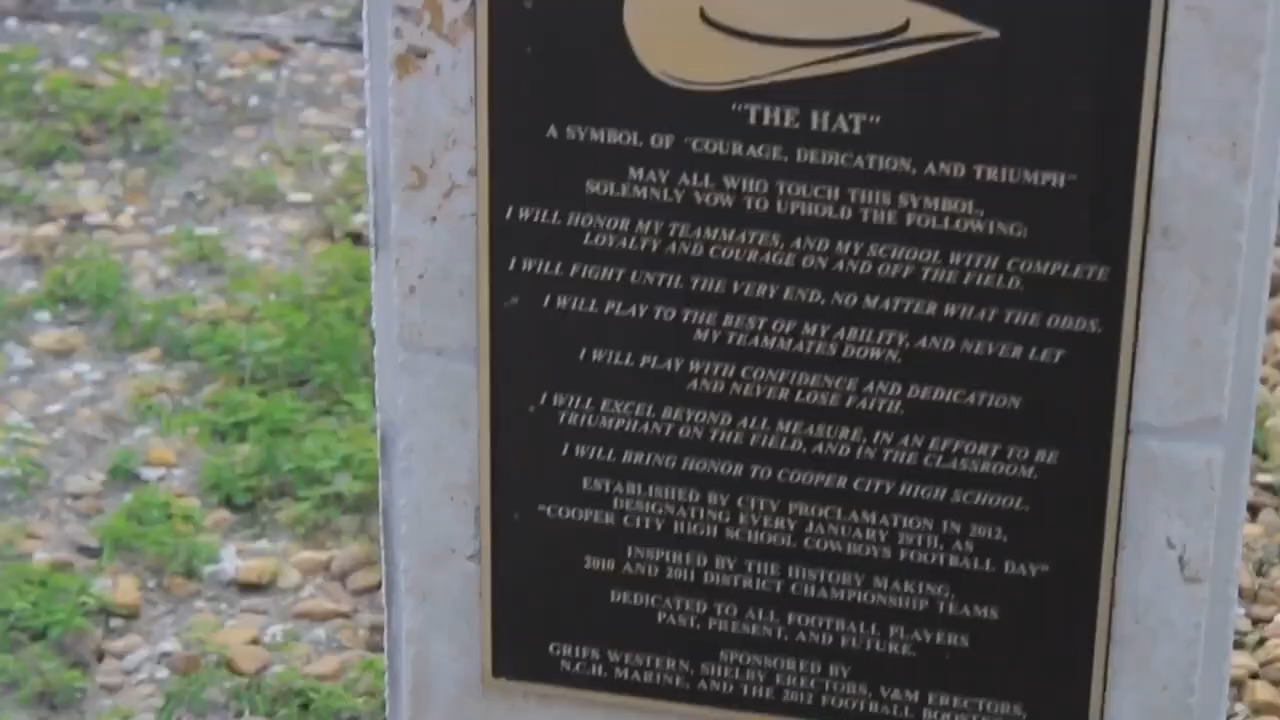 "THE HAT"
A SYMBOL OF "COURAGE, DEDICATION, AND TRIUMPH"
MAY ALL WHO TOUCH THIS SYMBOL,
SOLEMNLY VOW TO UPHOLD THE FOLLOWING:
I WILL HONOR MY TEAMMATES, AND MY SCHOOL WITH COMPLETE
LOYALTY AND COURAGE ON AND OFF THE FIELD.
I WILL FIGHT UNTIL THE VERY END, NO MATTER WHAT THE ODDS.
I WILL PLAY TO THE BEST OF MY ABILITY, AND NEVER LET
MY TEAMMATES DOWN.
I WILL PLAY WITH CONFIDENCE AND DEDICATION
AND NEVER LOSE FAITH.
I WILL EXCEL BEYOND ALL MEASURE, IN AN EFFORT TO BE
TRIUMPHANT ON THE FIELD, AND IN THE CLASSROOM.
I WILL BRING HONOR TO COOPER CITY HIGH SCHOOL.
ESTABLISHED BY CITY PROCLAMATION IN 2012,
DESIGNATING EVERY JANUARY 29TH, AS
"COOPER CITY HIGH SCHOOL COWBOYS FOOTBALL DAY"
INSPIRED BY THE HISTORY MAKING,
2010 AND 2011 DISTRICT CHAMPIONSHIP TEAMS
DEDICATED TO ALL FOOTBALL PLAYERS
PAST, PRESENT, AND FUTURE.
SPONSORED BY
GRIFS WESTERN, SHELBY ERECTORS, V&M ERECTORS,
N.C.H. MARINE, AND THE 2012 FOOTBALL